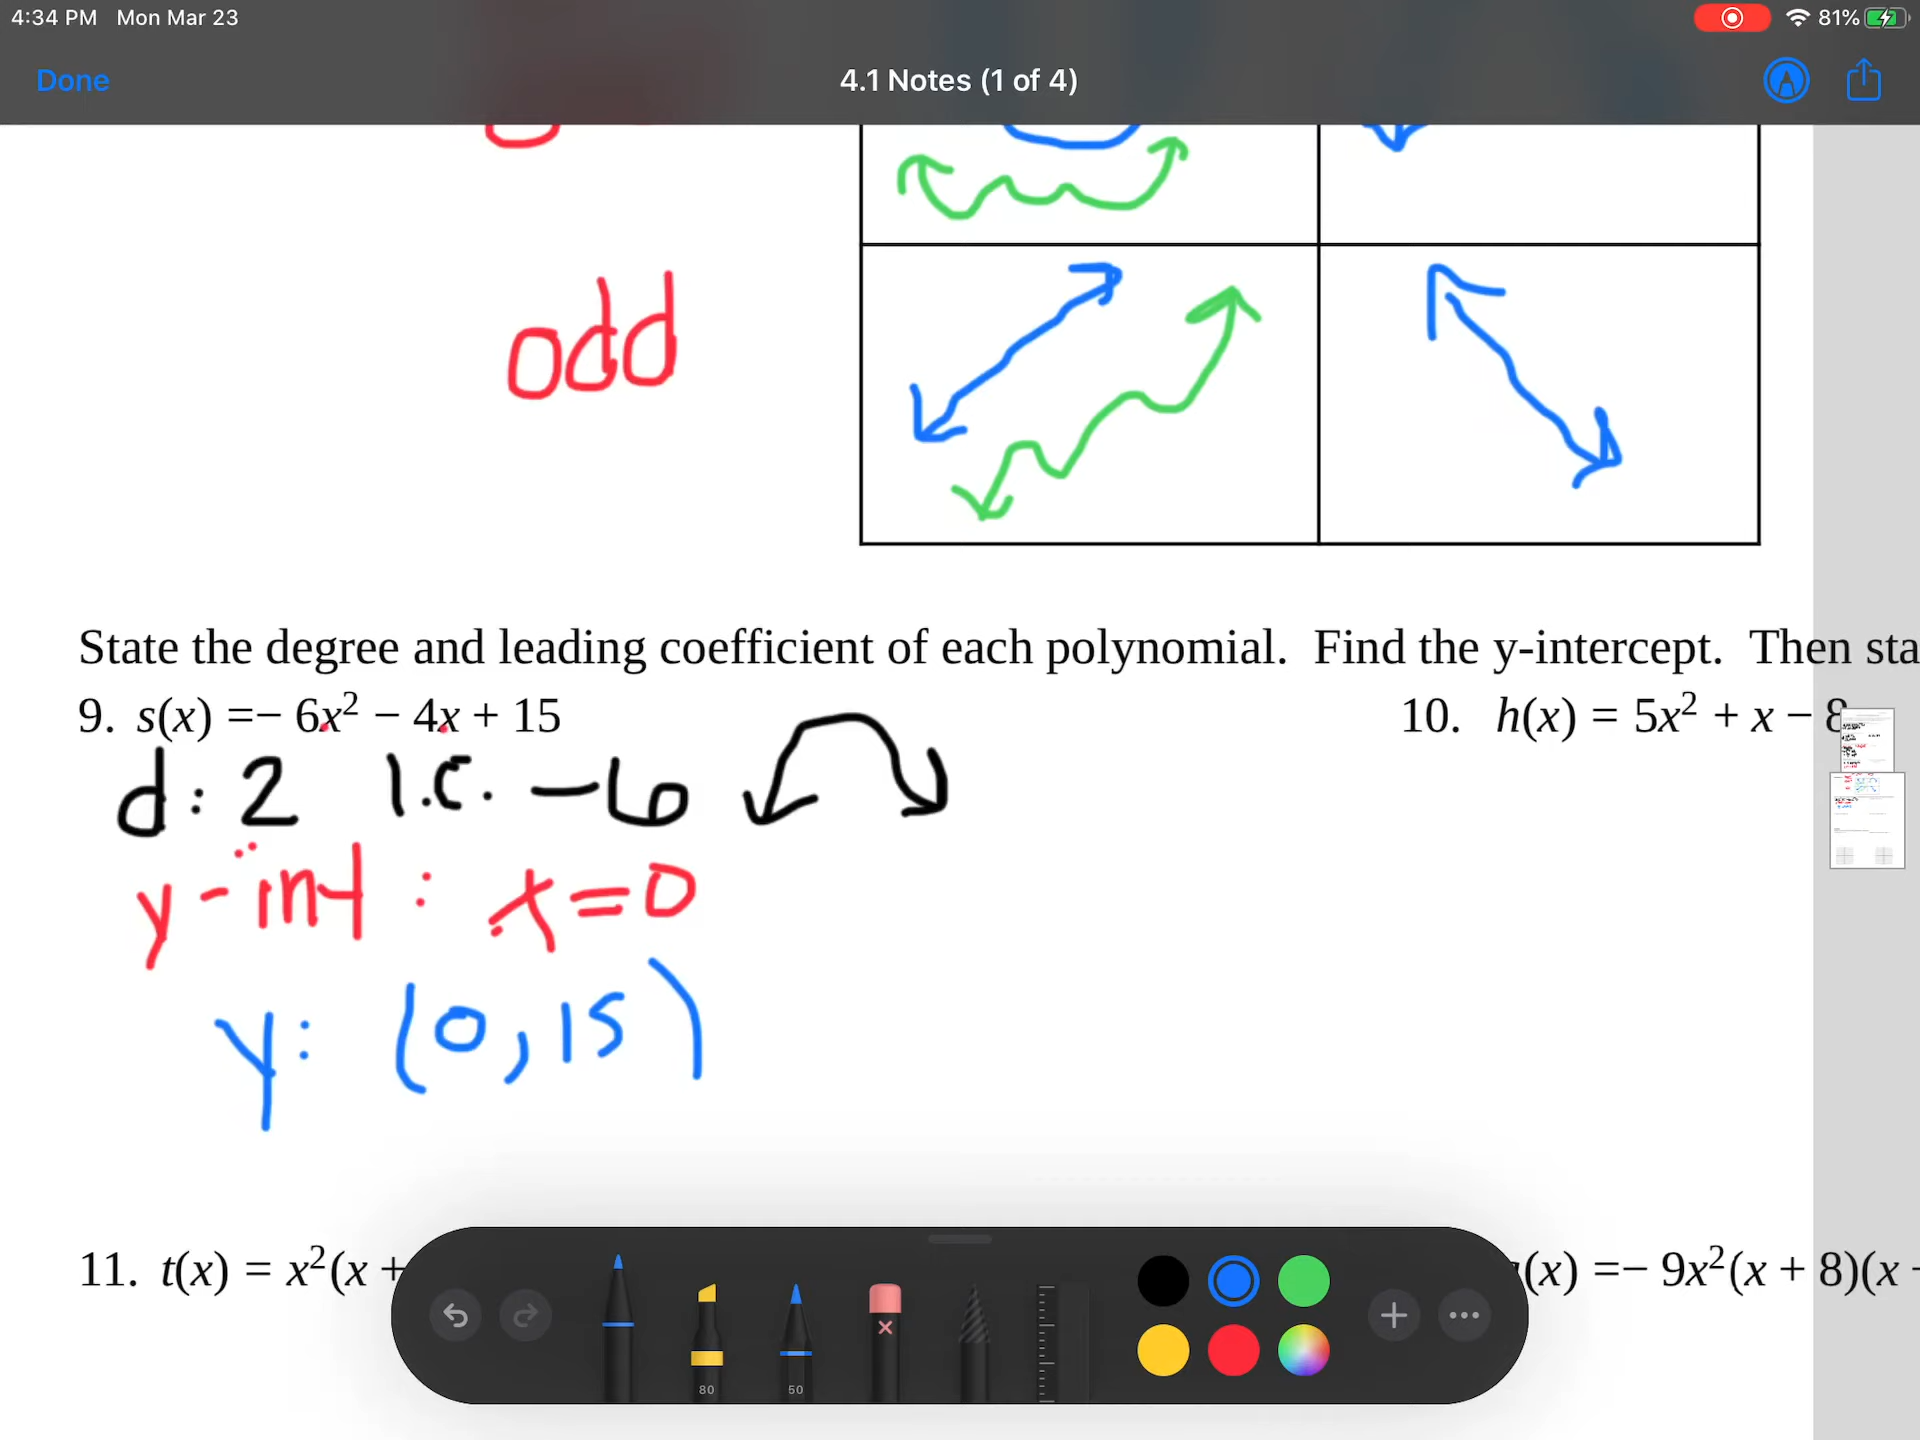 4:34 PM Mon Mar 23 81%
Done 4.1 Notes (1 of 4)
odd
State the degree and leading coefficient of each polynomial. Find the y-intercept. Then sta
9. s(x) =− 6x² − 4x + 15 10. h(x) = 5x² + x − 8
d: 2 l.c. -6
y-int : x=0
y: (0,15)
11. t(x) = x²(x + (x) =− 9x²(x + 8)(x
80 50